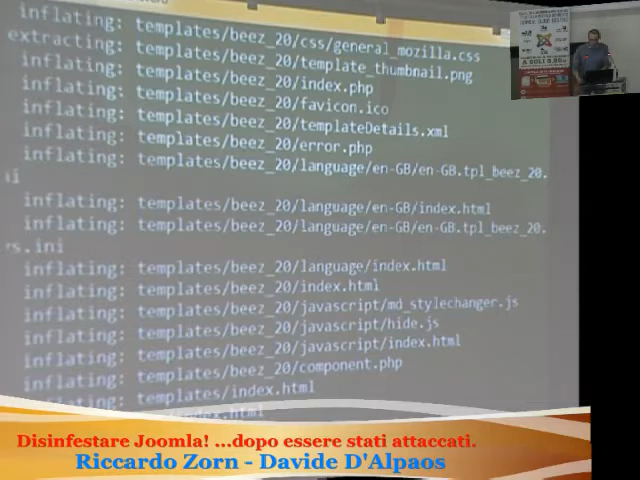 inflating: templates/beez_20/css/general_mozilla.css
extracting: templates/beez_20/template_thumbnail.png
inflating: templates/beez_20/index.php
inflating: templates/beez_20/favicon.ico
inflating: templates/beez_20/templateDetails.xml
inflating: templates/beez_20/error.php
inflating: templates/beez_20/language/en-GB/en-GB.tpl_beez_20.
inflating: templates/beez_20/language/en-GB/index.html
inflating: templates/beez_20/language/en-GB/en-GB.tpl_beez_20.
s.ini
inflating: templates/beez_20/language/index.html
inflating: templates/beez_20/index.html
inflating: templates/beez_20/javascript/md_stylechanger.js
inflating: templates/beez_20/javascript/hide.js
inflating: templates/beez_20/javascript/index.html
inflating: templates/beez_20/component.php
inflating: templates/index.html
Disinfestare Joomla! ...dopo essere stati attaccati.
Riccardo Zorn - Davide D'Alpaos